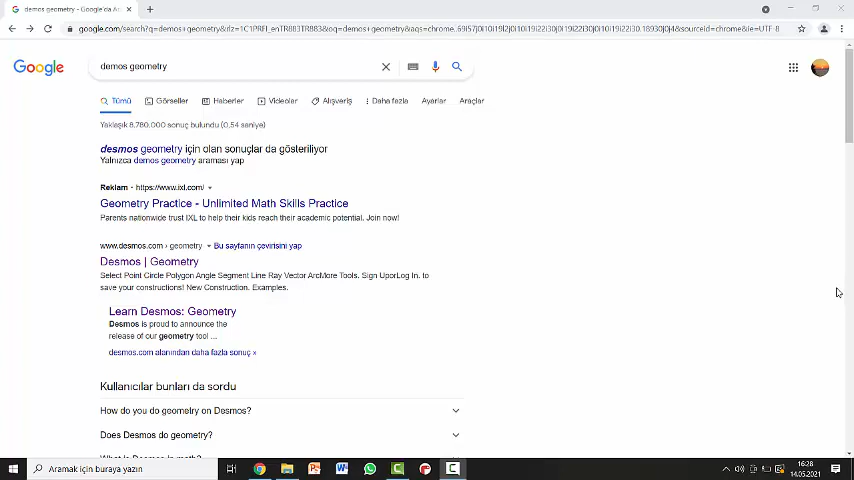 demos geometry - Google'da Ar
google.com/search?q=demos+geometry&rlz=1C1PRFI_enTR883TR883&oq=demos+geometry&aqs=chrome..69i57j0i10i19l2j0i10i19i22i30j0i19i22i30j0i10i19i22i30.18930j0j4&sourceid=chrome&ie=UTF-8
Google
demos geometry
Tümü
Görseller
Haberler
Videolar
Alışveriş
Daha fazla
Ayarlar
Araçlar
Yaklaşık 8.780.000 sonuç bulundu (0,54 saniye)
desmos geometry için olan sonuçlar da gösteriliyor
Yalnızca demos geometry araması yap
Reklam · https://www.ixl.com/
Geometry Practice - Unlimited Math Skills Practice
Parents nationwide trust IXL to help their kids reach their academic potential. Join now!
www.desmos.com › geometry Bu sayfanın çevirisini yap
Desmos | Geometry
Select Point Circle Polygon Angle Segment Line Ray Vector ArcMore Tools. Sign UporLog In. to
save your constructions! New Construction. Examples.
Learn Desmos: Geometry
Desmos is proud to announce the
release of our geometry tool ...
desmos.com alanından daha fazla sonuç »
Kullanıcılar bunları da sordu
How do you do geometry on Desmos?
Does Desmos do geometry?
What is Desmos in math?
Aramak için buraya yazın
16:28
14.05.2021